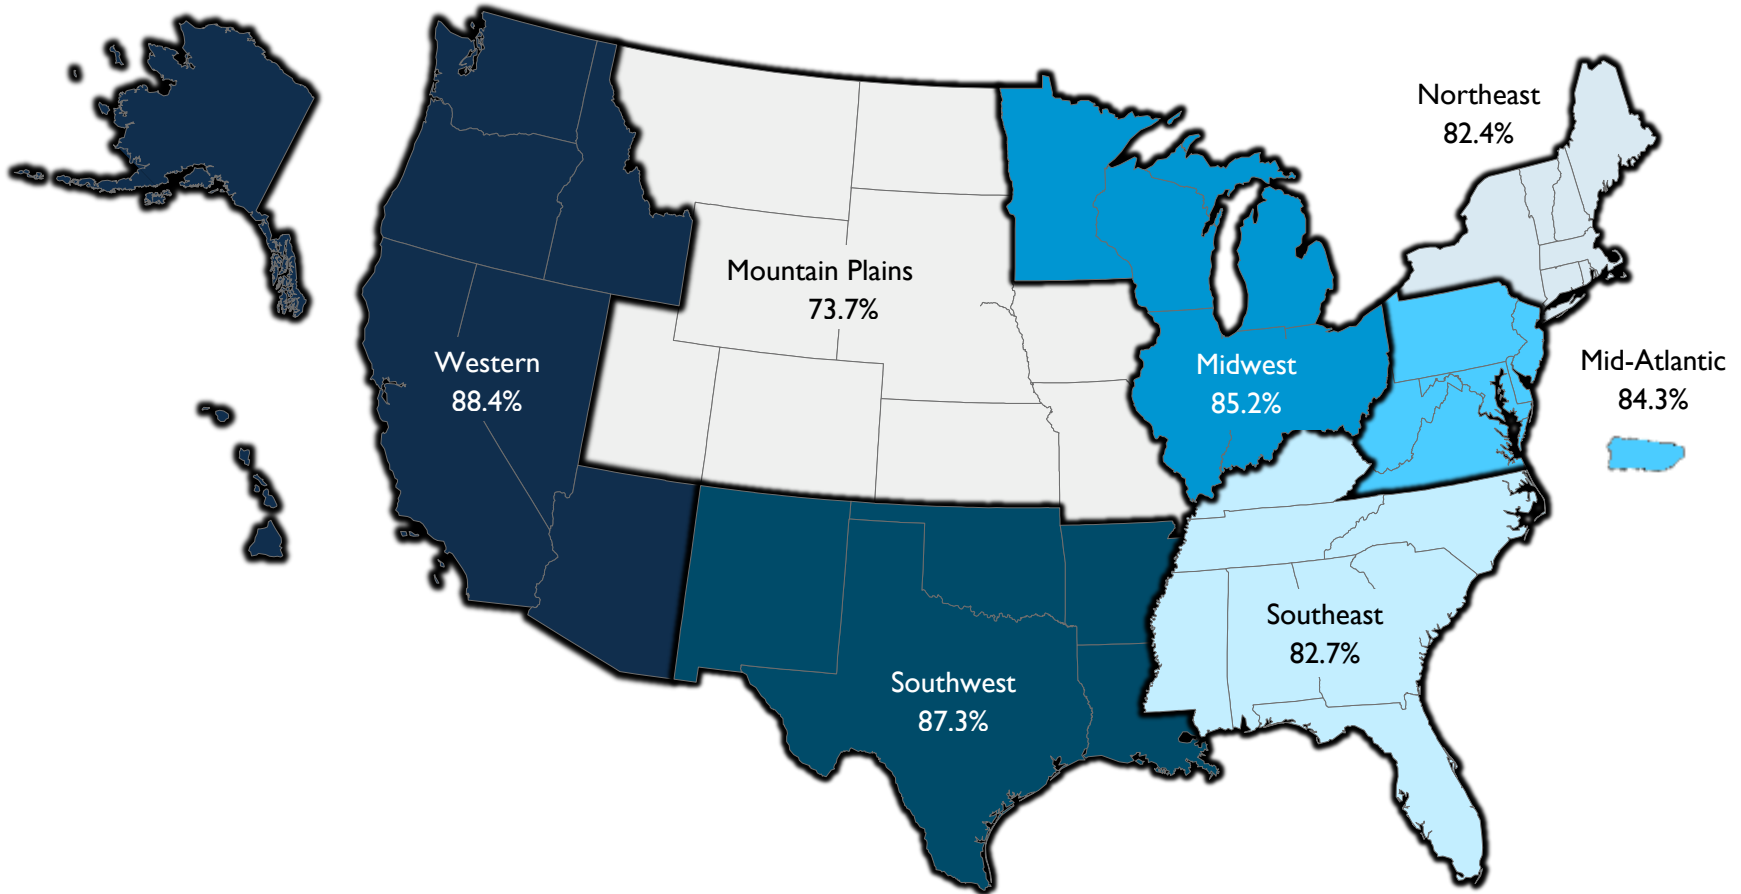 Northeast
82.4%
Mountain Plains
73.7%
Western
88.4%
Midwest
85.2%
Mid-Atlantic
84.3%
Southeast
82.7%
Southwest
87.3%